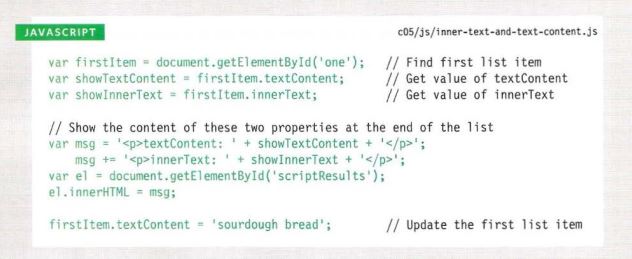 JAVASCRIPT
c05/js/inner-text-and-text-content.js
var firstItem = document.getElementById('one');   // Find first list item
var showTextContent = firstItem.textContent;      // Get value of textContent
var showInnerText = firstItem.innerText;          // Get value of innerText
// Show the content of these two properties at the end of the list
var msg = '<p>textContent: ' + showTextContent + '</p>';
    msg += '<p>innerText: ' + showInnerText + '</p>';
var el = document.getElementById('scriptResults');
el.innerHTML = msg;
firstItem.textContent = 'sourdough bread';        // Update the first list item